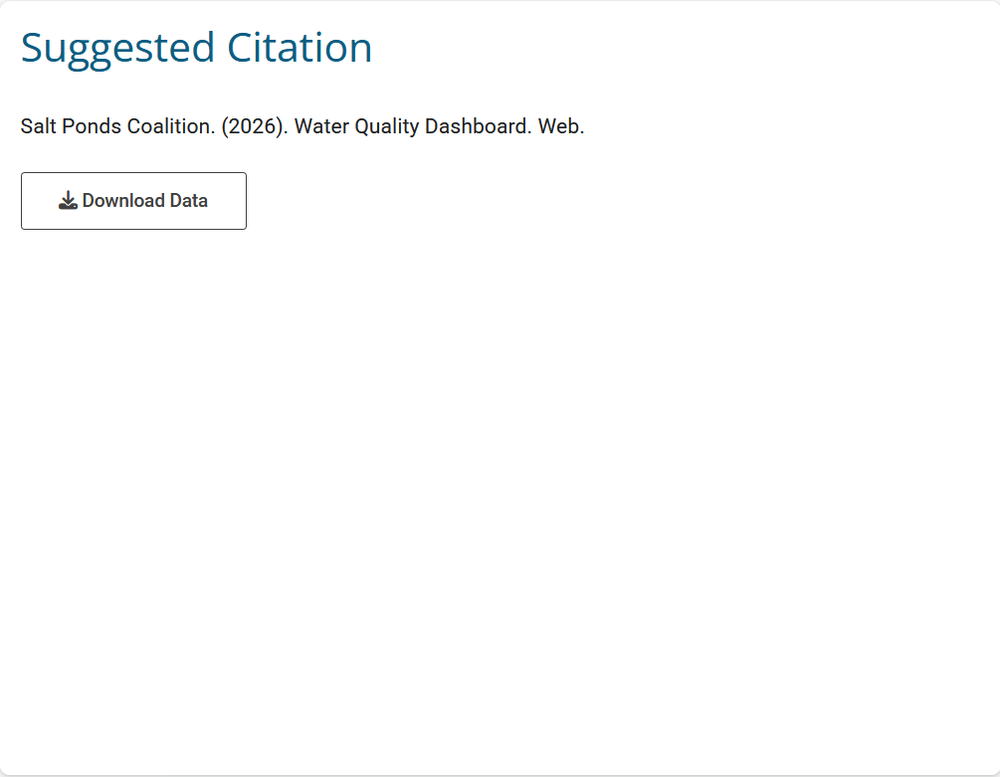 Suggested Citation
Salt Ponds Coalition. (2026). Water Quality Dashboard. Web.
Download Data